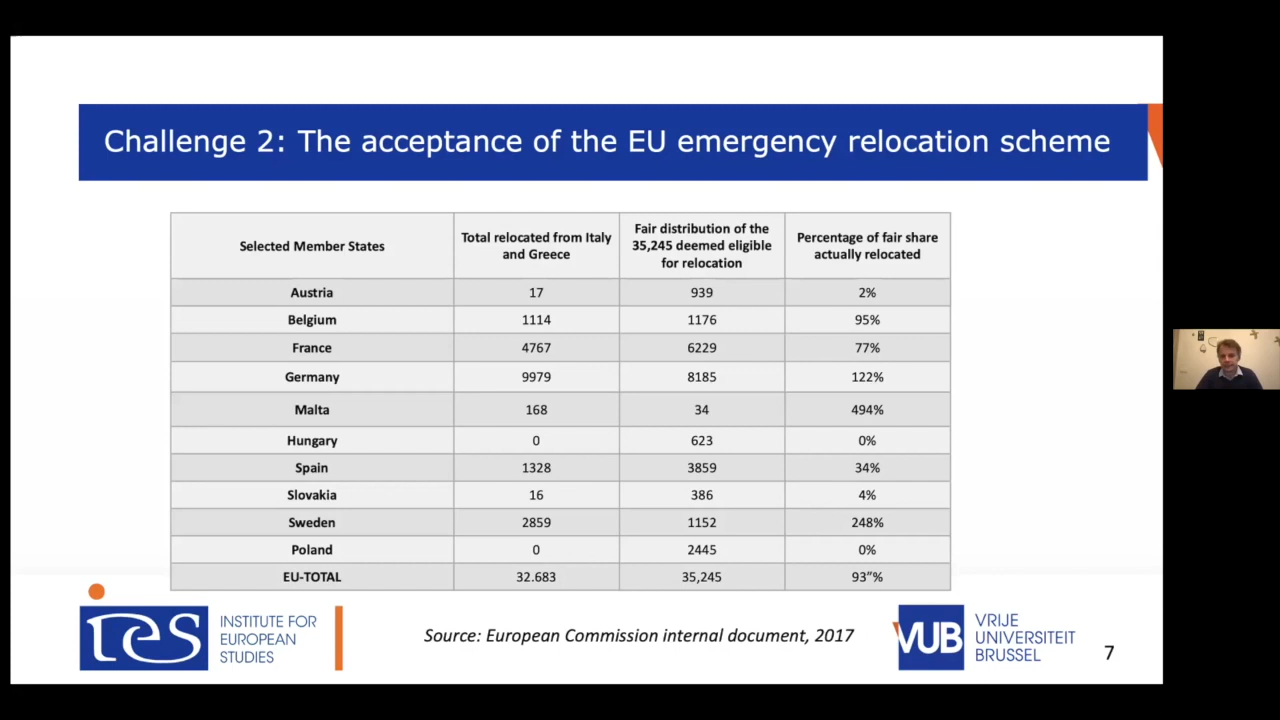 Challenge 2: The acceptance of the EU emergency relocation scheme
Selected Member States
Total relocated from Italy
and Greece
Fair distribution of the
35,245 deemed eligible
for relocation
Percentage of fair share
actually relocated
Austria 17 939 2%
Belgium 1114 1176 95%
France 4767 6229 77%
Germany 9979 8185 122%
Malta 168 34 494%
Hungary 0 623 0%
Spain 1328 3859 34%
Slovakia 16 386 4%
Sweden 2859 1152 248%
Poland 0 2445 0%
EU-TOTAL 32.683 35,245 93"%
ies
INSTITUTE FOR
EUROPEAN
STUDIES
Source: European Commission internal document, 2017
VUB
VRIJE
UNIVERSITEIT
BRUSSEL
7